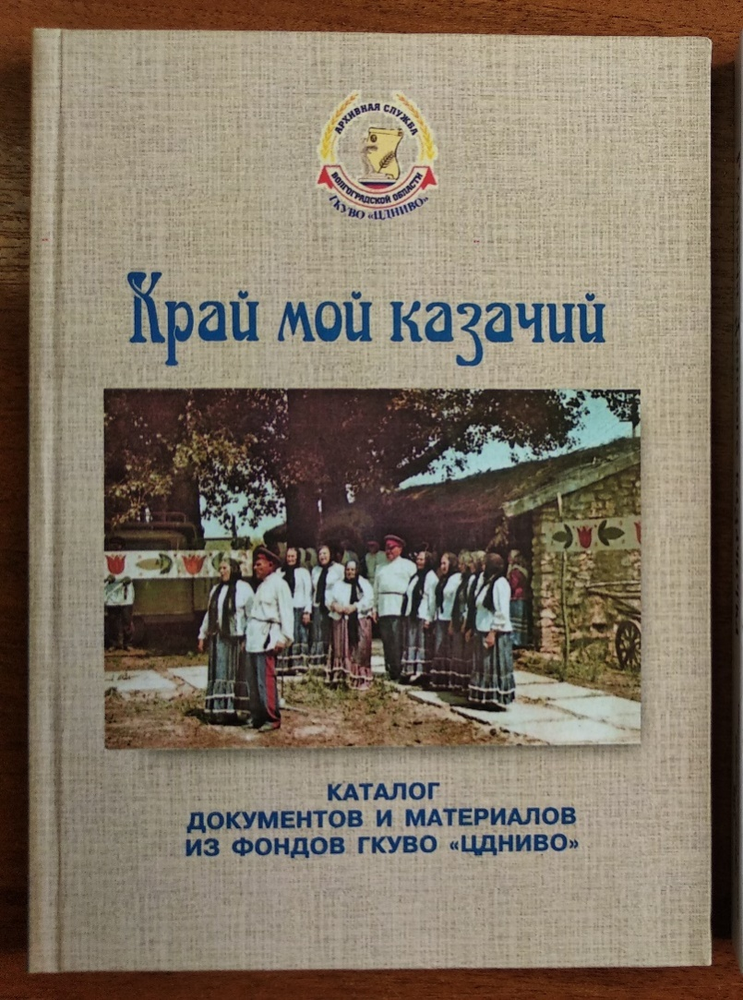 АРХИВНАЯ СЛУЖБА
ВОЛГОГРАДСКОЙ ОБЛАСТИ
ГКУВО «ЦДНИВО»
Край мой казачий
КАТАЛОГ
ДОКУМЕНТОВ И МАТЕРИАЛОВ
ИЗ ФОНДОВ ГКУВО «ЦДНИВО»